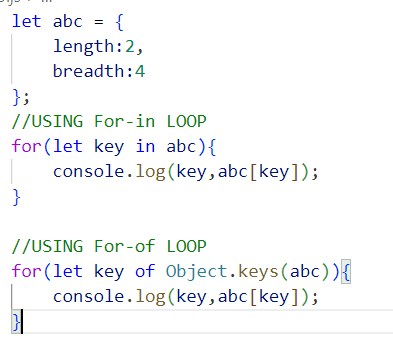 let abc = {
    length:2,
    breadth:4
};
//USING For-in LOOP
for(let key in abc){
    console.log(key,abc[key]);
}
//USING For-of LOOP
for(let key of Object.keys(abc)){
    console.log(key,abc[key]);
}